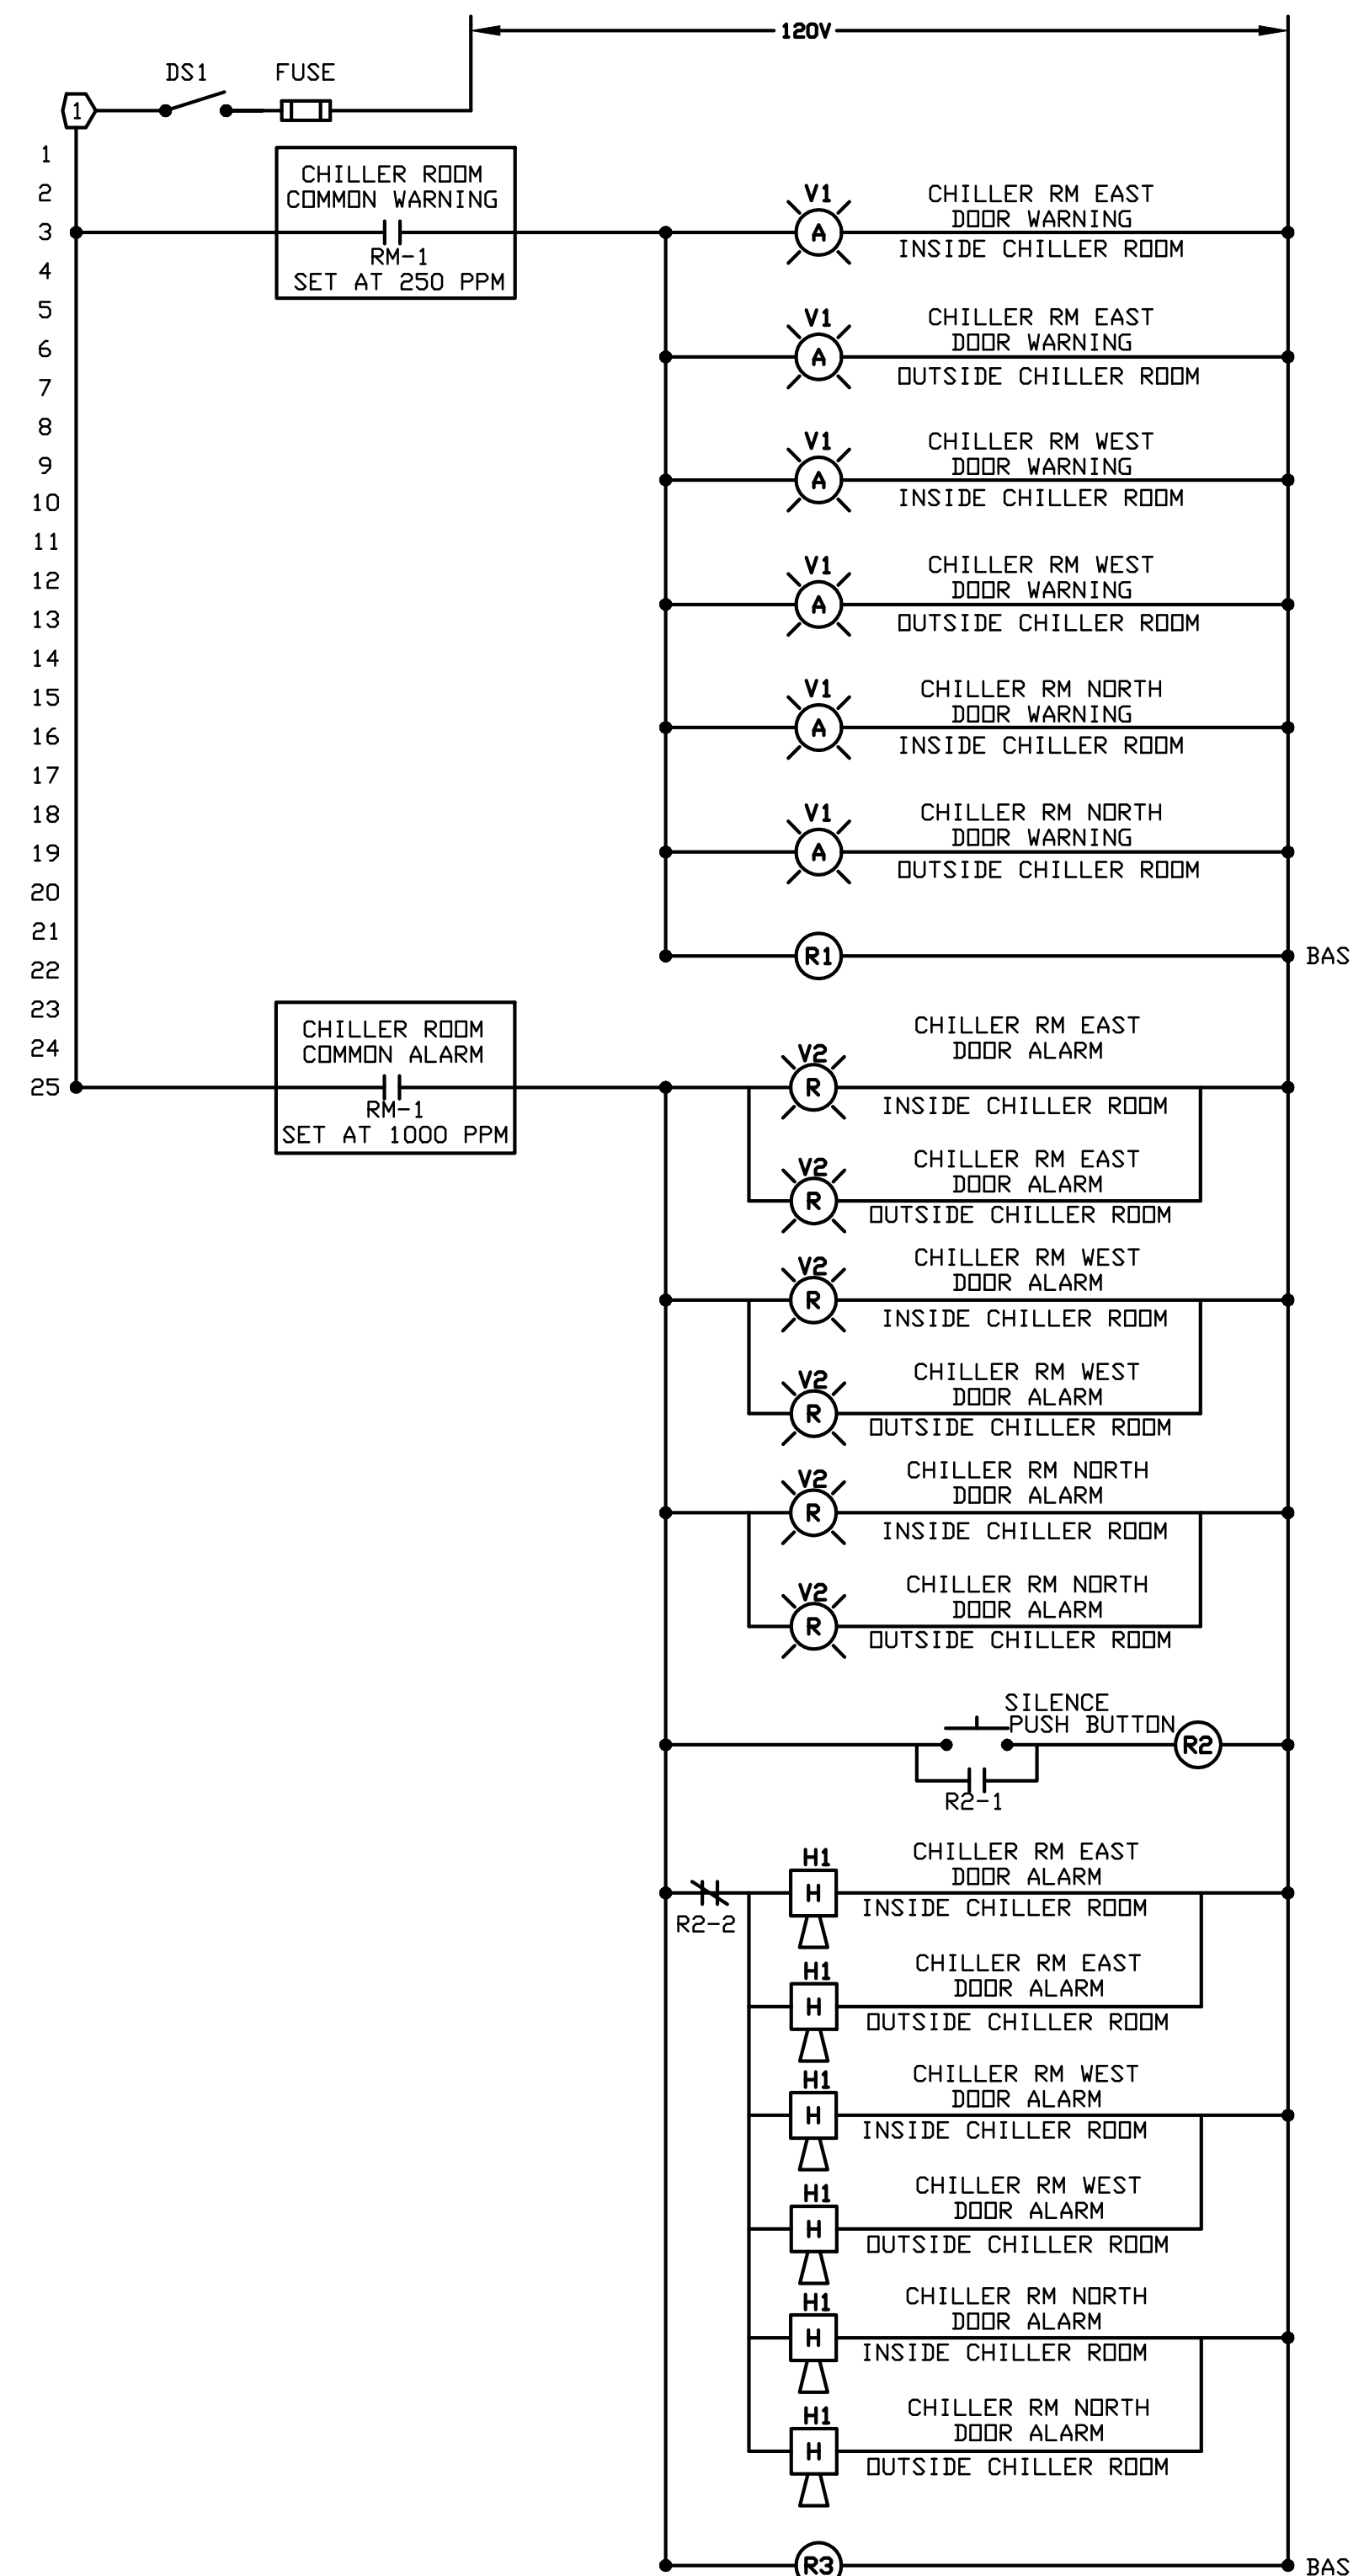 120V
DS1 FUSE
1
1
2
3
4
5
6
7
8
9
10
11
12
13
14
15
16
17
18
19
20
21
22
23
24
25
CHILLER ROOM
COMMON WARNING
RM-1
SET AT 250 PPM
V1
A
CHILLER RM EAST
DOOR WARNING
INSIDE CHILLER ROOM
V1
A
CHILLER RM EAST
DOOR WARNING
OUTSIDE CHILLER ROOM
V1
A
CHILLER RM WEST
DOOR WARNING
INSIDE CHILLER ROOM
V1
A
CHILLER RM WEST
DOOR WARNING
OUTSIDE CHILLER ROOM
V1
A
CHILLER RM NORTH
DOOR WARNING
INSIDE CHILLER ROOM
V1
A
CHILLER RM NORTH
DOOR WARNING
OUTSIDE CHILLER ROOM
R1
BAS
CHILLER ROOM
COMMON ALARM
RM-1
SET AT 1000 PPM
V2
R
CHILLER RM EAST
DOOR ALARM
INSIDE CHILLER ROOM
V2
R
CHILLER RM EAST
DOOR ALARM
OUTSIDE CHILLER ROOM
V2
R
CHILLER RM WEST
DOOR ALARM
INSIDE CHILLER ROOM
V2
R
CHILLER RM WEST
DOOR ALARM
OUTSIDE CHILLER ROOM
V2
R
CHILLER RM NORTH
DOOR ALARM
INSIDE CHILLER ROOM
V2
R
CHILLER RM NORTH
DOOR ALARM
OUTSIDE CHILLER ROOM
SILENCE
PUSH BUTTON
R2
R2-1
R2-2
H1
H
CHILLER RM EAST
DOOR ALARM
INSIDE CHILLER ROOM
H1
H
CHILLER RM EAST
DOOR ALARM
OUTSIDE CHILLER ROOM
H1
H
CHILLER RM WEST
DOOR ALARM
INSIDE CHILLER ROOM
H1
H
CHILLER RM WEST
DOOR ALARM
OUTSIDE CHILLER ROOM
H1
H
CHILLER RM NORTH
DOOR ALARM
INSIDE CHILLER ROOM
H1
H
CHILLER RM NORTH
DOOR ALARM
OUTSIDE CHILLER ROOM
R3
BAS